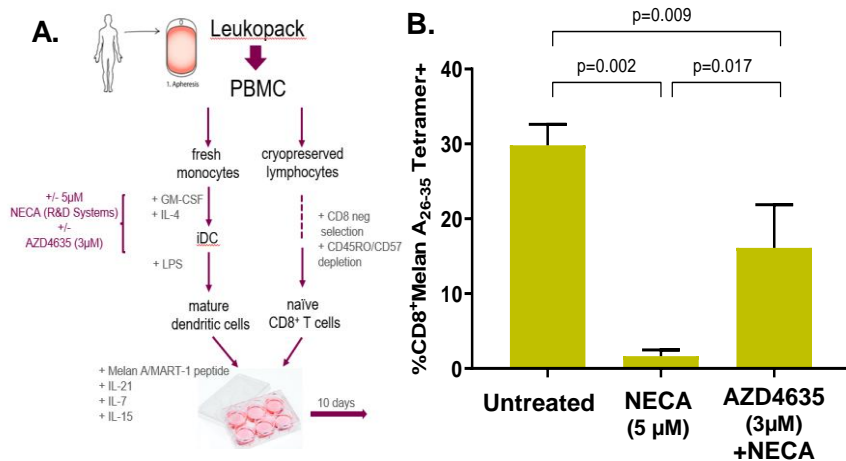 A.
Leukopack
1. Apheresis
PBMC
fresh
monocytes
cryopreserved
lymphocytes
+/- 5µM
NECA (R&D Systems)
+/-
AZD4635 (3µM)
+ GM-CSF
+ IL-4
iDC
+ LPS
+ CD8 neg
selection
+ CD45RO/CD57
depletion
mature
dendritic cells
naïve
CD8⁺ T cells
+ Melan A/MART-1 peptide
+ IL-21
+ IL-7
+ IL-15
10 days
B.
p=0.009
p=0.002
p=0.017
%CD8⁺Melan A₂₆₋₃₅ Tetramer+
40
30
20
10
0
Untreated
NECA
(5 µM)
AZD4635
(3µM)
+NECA